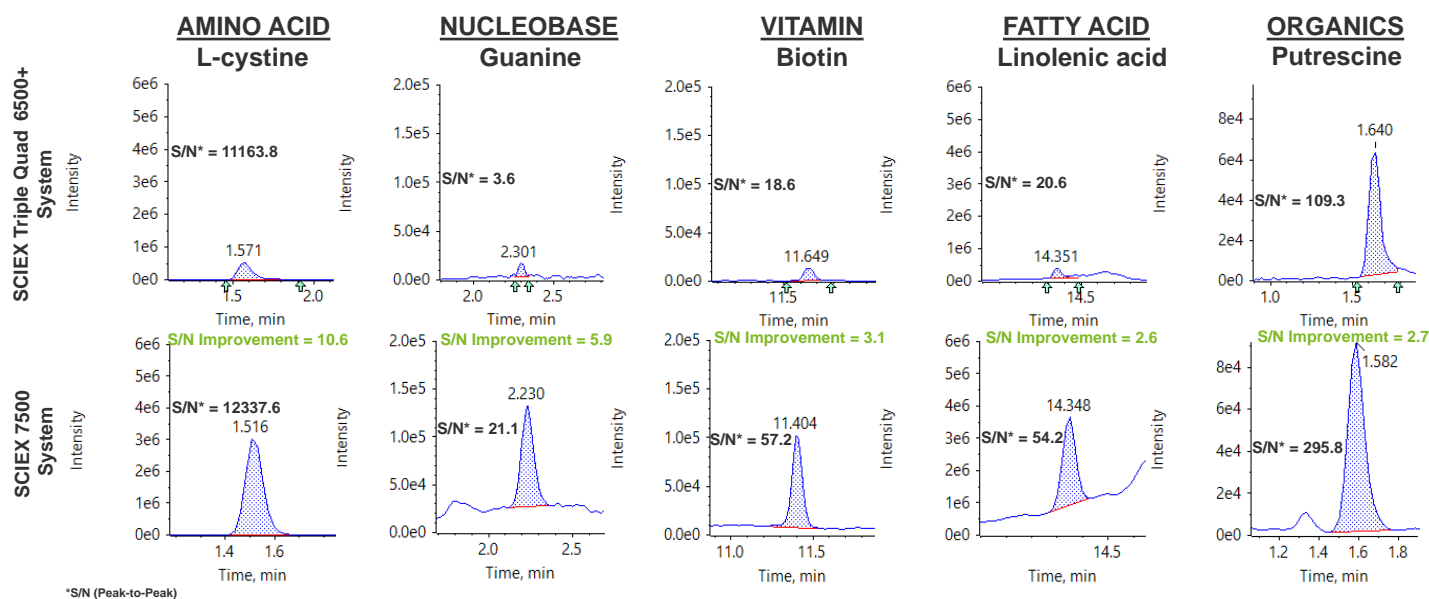 AMINO ACID
L-cystine
NUCLEOBASE
Guanine
VITAMIN
Biotin
FATTY ACID
Linolenic acid
ORGANICS
Putrescine
SCIEX Triple Quad 6500+
System
Intensity
6e6
5e6
4e6
3e6
2e6
1e6
0e0
S/N* = 11163.8
1.571
1.5
2.0
Time, min
Intensity
2.0e5
1.5e5
1.0e5
5.0e4
0.0e0
S/N* = 3.6
2.301
2.0
2.5
Time, min
Intensity
2.0e5
1.5e5
1.0e5
5.0e4
0.0e0
S/N* = 18.6
11.649
11.5
Time, min
Intensity
6e6
5e6
4e6
3e6
2e6
1e6
0e0
S/N* = 20.6
14.351
14.5
Time, min
Intensity
8e4
6e4
4e4
2e4
0e0
S/N* = 109.3
1.640
1.0
1.5
Time, min
SCIEX 7500
System
Intensity
S/N Improvement = 10.6
6e6
5e6
4e6
3e6
2e6
1e6
0e0
S/N* = 12337.6
1.516
1.4
1.6
Time, min
Intensity
S/N Improvement = 5.9
2.0e5
1.5e5
1.0e5
5.0e4
0.0e0
S/N* = 21.1
2.230
2.0
2.5
Time, min
Intensity
S/N Improvement = 3.1
2.0e5
1.5e5
1.0e5
5.0e4
0.0e0
S/N* = 57.2
11.404
11.0
11.5
Time, min
Intensity
S/N Improvement = 2.6
6e6
5e6
4e6
3e6
2e6
1e6
0e0
S/N* = 54.2
14.348
14.5
Time, min
Intensity
S/N Improvement = 2.7
8e4
6e4
4e4
2e4
0e0
S/N* = 295.8
1.582
1.2
1.4
1.6
1.8
Time, min
*S/N (Peak-to-Peak)